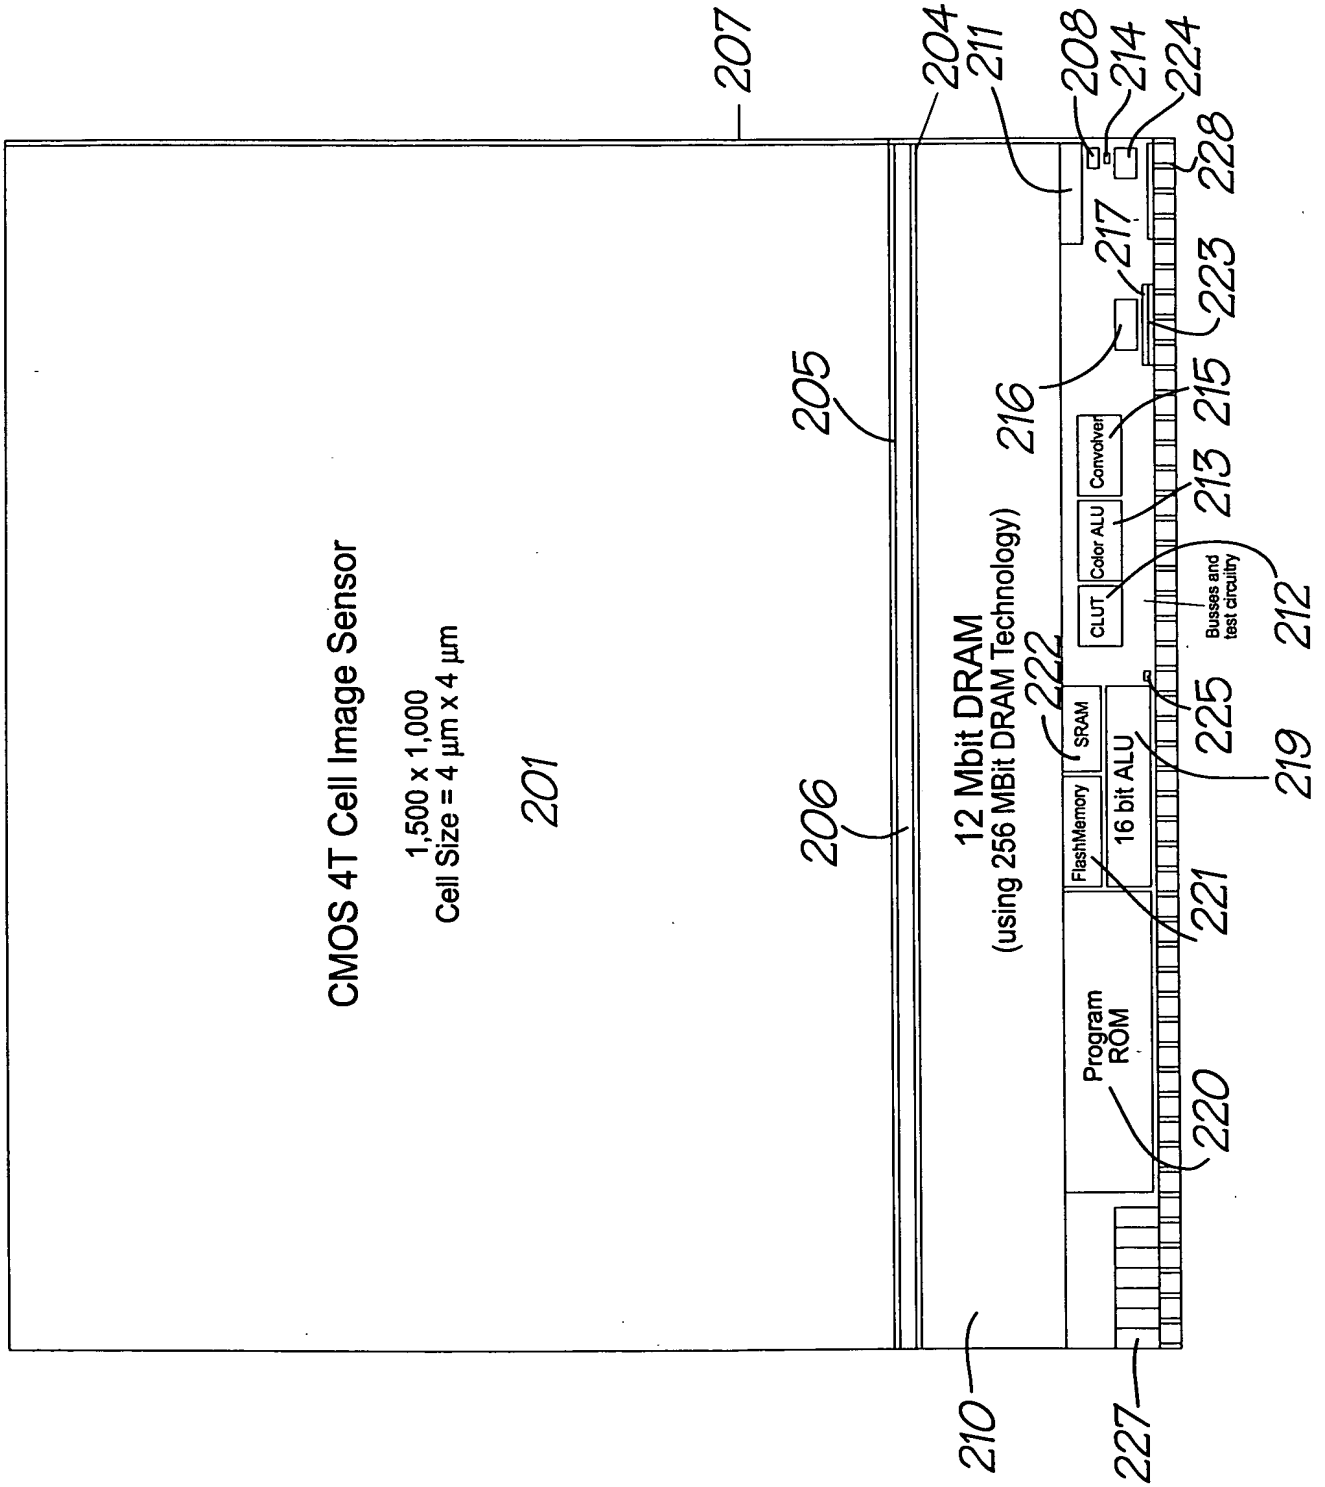 CMOS 4T Cell Image Sensor
1,500 x 1,000
Cell Size = 4 μm x 4 μm
201
207
205
206
204
211
12 Mbit DRAM
(using 256 MBit DRAM Technology)
210
222
216
217
208
214
224
228
223
215
213
212
225
219
221
220
227
Program
ROM
FlashMemory
SRAM
16 bit ALU
CLUT
Color ALU
Convolver
Busses and
test circuitry